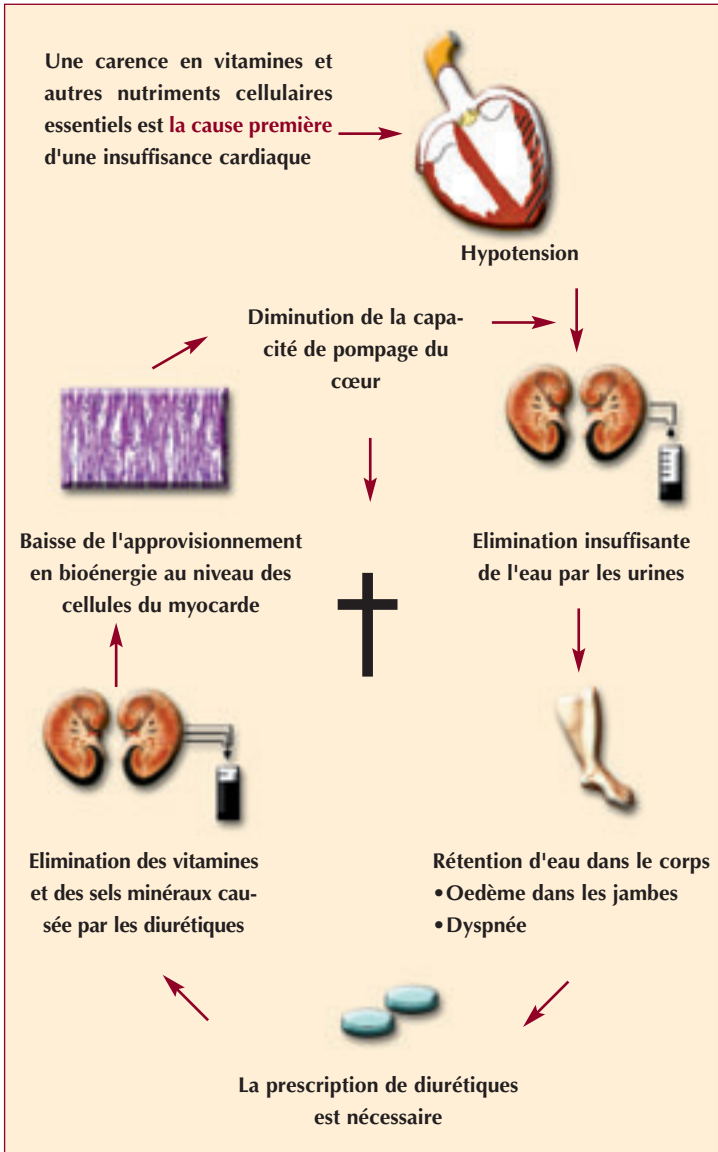 Une carence en vitamines et
autres nutriments cellulaires
essentiels est la cause première
d'une insuffisance cardiaque
Hypotension
Diminution de la capa-
cité de pompage du
cœur
Baisse de l'approvisionnement
en bioénergie au niveau des
cellules du myocarde
Elimination insuffisante
de l'eau par les urines
Elimination des vitamines
et des sels minéraux cau-
sée par les diurétiques
Rétention d'eau dans le corps
•Oedème dans les jambes
•Dyspnée
La prescription de diurétiques
est nécessaire